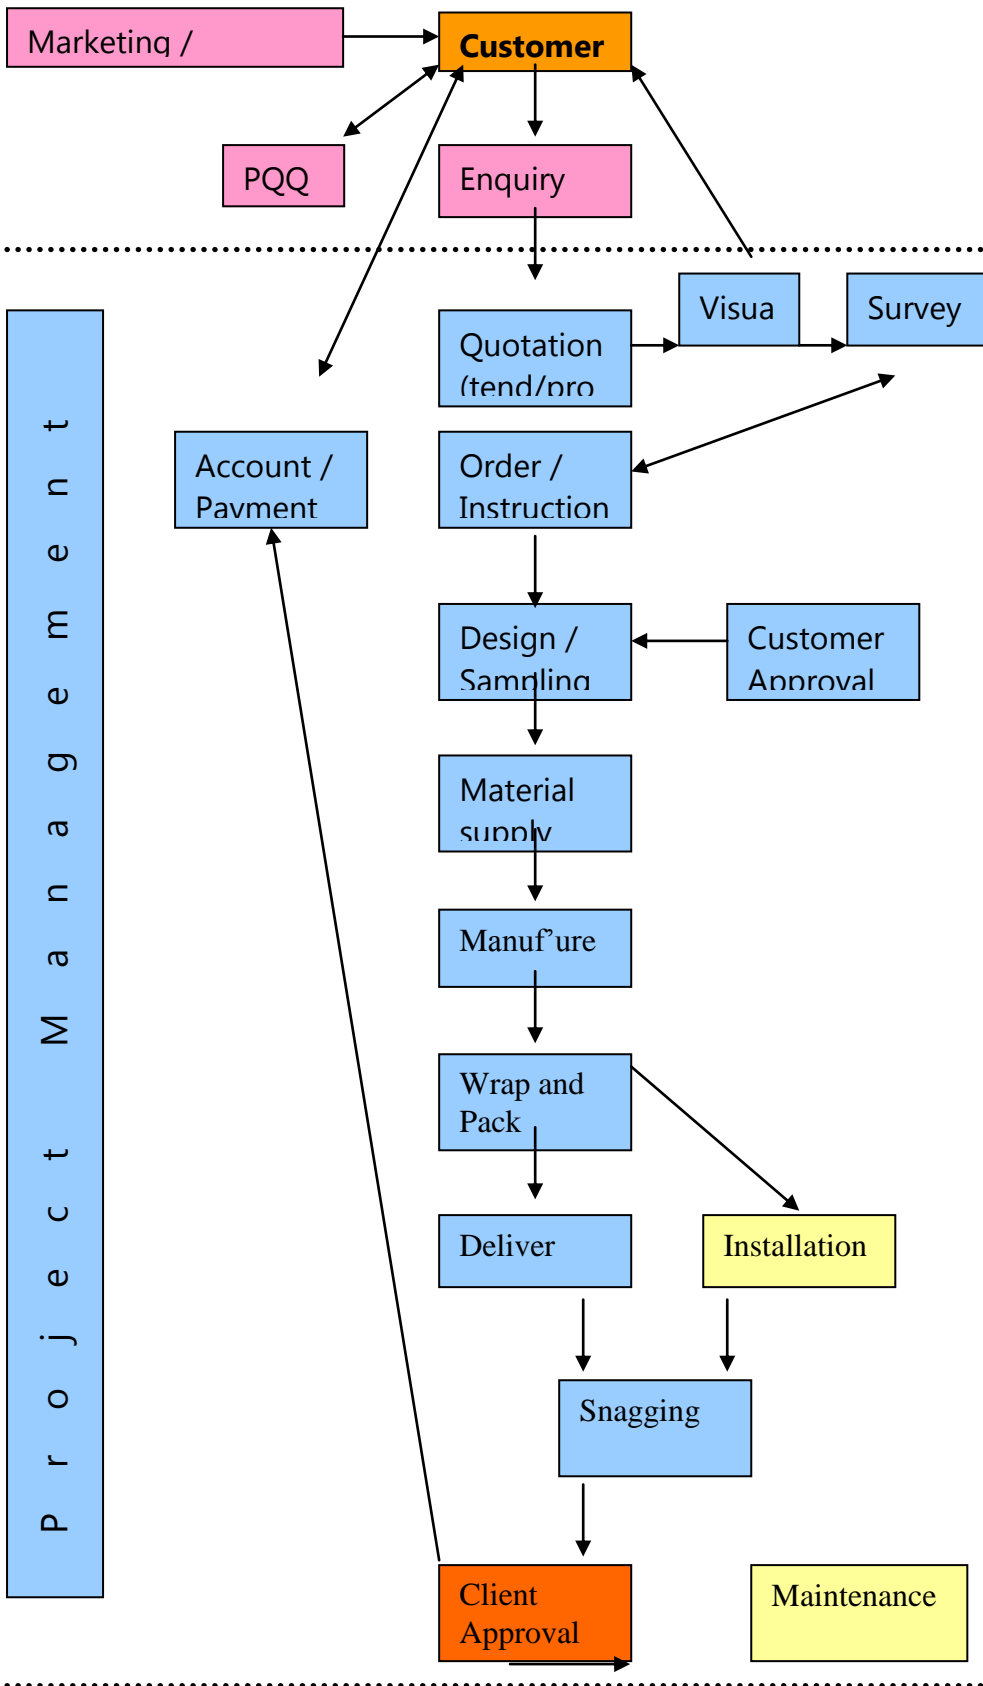 Marketing /
Customer
PQQ
Enquiry
Visua
Survey
Quotation
(tend/pro
Account /
Payment
Order /
Instruction
Design /
Sampling
Customer
Approval
Material
supply
Manuf’ure
Wrap and
Pack
Deliver
Installation
Snagging
Client
Approval
Maintenance
Project Management